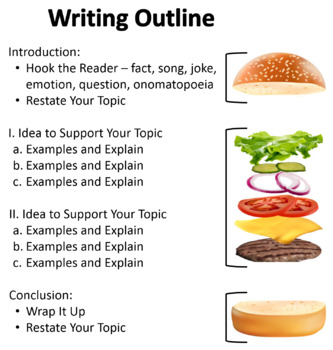 Writing Outline
Introduction:
• Hook the Reader – fact, song, joke,
emotion, question, onomatopoeia
• Restate Your Topic
I. Idea to Support Your Topic
a. Examples and Explain
b. Examples and Explain
c. Examples and Explain
II. Idea to Support Your Topic
a. Examples and Explain
b. Examples and Explain
c. Examples and Explain
Conclusion:
• Wrap It Up
• Restate Your Topic